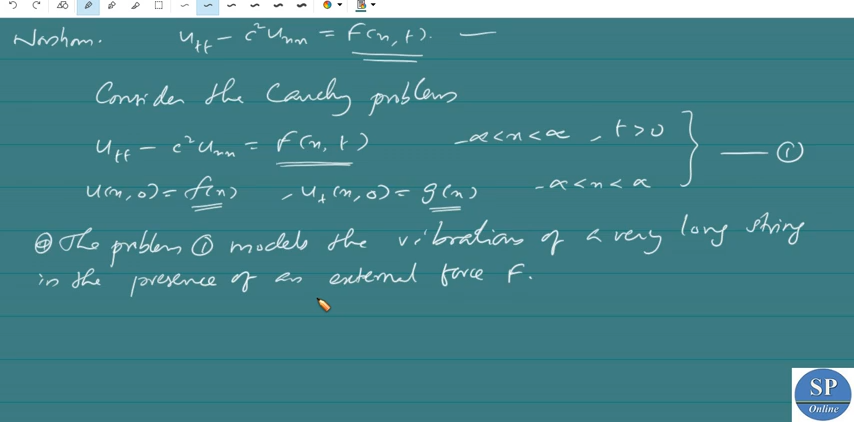 Nonhom. u_tt - c²u_xx = F(x, t). —
Consider the Cauchy problem
u_tt - c²u_xx = F(x, t) -∞ < x < ∞ , t > 0
— ①
u(x, 0) = f(x) , u_t(x, 0) = g(x) -∞ < x < ∞
⊕ The problem ① models the vibrations of a very long string
in the presence of an external force F.
SP
Online